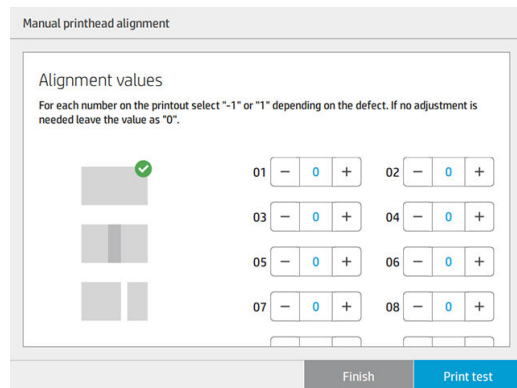 Manual printhead alignment
Alignment values
For each number on the printout select "-1" or "1" depending on the defect. If no adjustment is
needed leave the value as "0".
01 − 0 + 02 − 0 +
03 − 0 + 04 − 0 +
05 − 0 + 06 − 0 +
07 − 0 + 08 − 0 +
Finish Print test